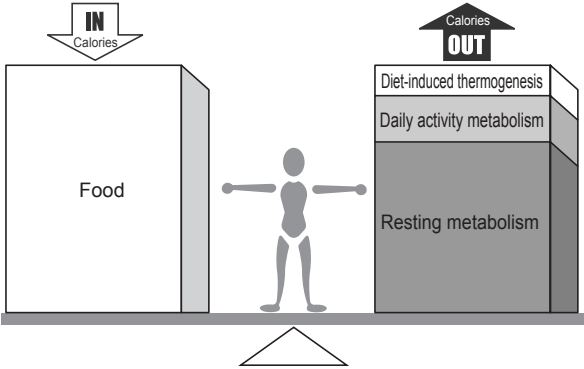 IN
Calories
Food
Calories
OUT
Diet-induced thermogenesis
Daily activity metabolism
Resting metabolism